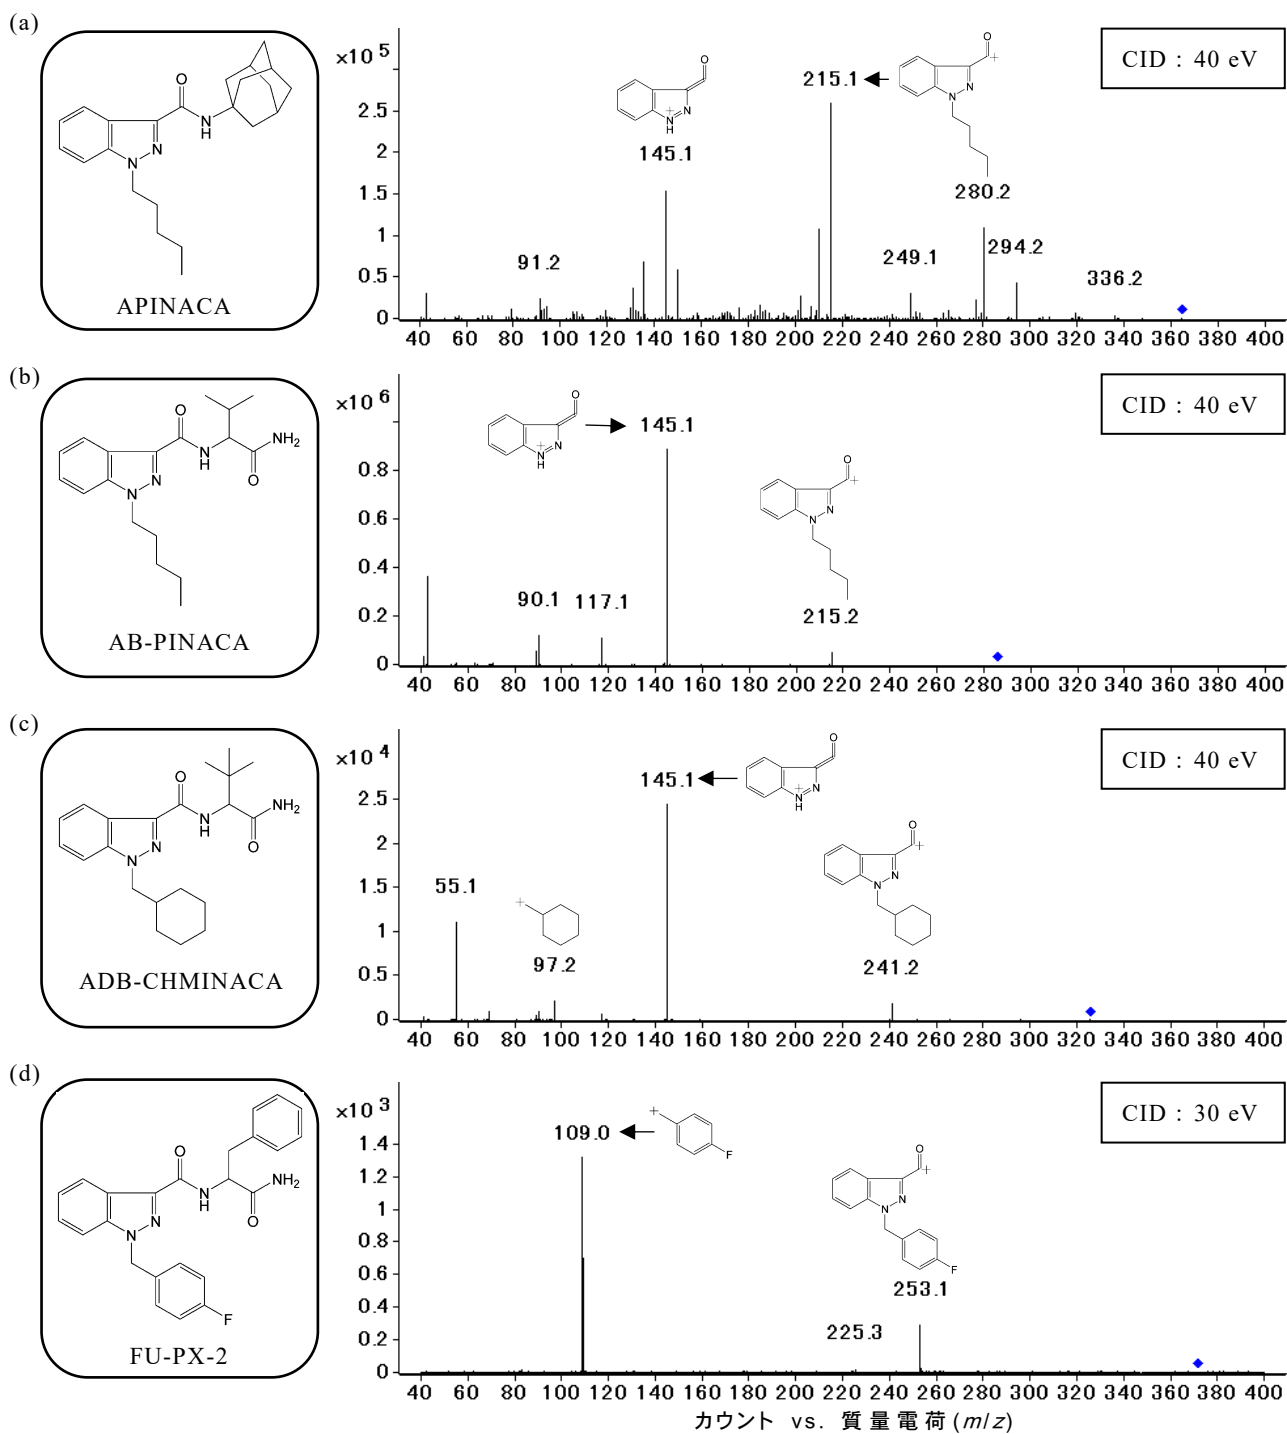 (a)
APINACA
×10 5
2.5
2
1.5
1
0.5
0
CID : 40 eV
145.1
215.1
280.2
91.2
249.1
294.2
336.2
40 60 80 100 120 140 160 180 200 220 240 260 280 300 320 340 360 380 400
(b)
AB-PINACA
×10 6
0.8
0.6
0.4
0.2
0
CID : 40 eV
145.1
90.1
117.1
215.2
40 60 80 100 120 140 160 180 200 220 240 260 280 300 320 340 360 380 400
(c)
ADB-CHMINACA
×10 4
2.5
2
1.5
1
0.5
0
CID : 40 eV
145.1
55.1
97.2
241.2
40 60 80 100 120 140 160 180 200 220 240 260 280 300 320 340 360 380 400
(d)
FU-PX-2
×10 3
1.4
1.2
1
0.8
0.6
0.4
0.2
0
CID : 30 eV
109.0
253.1
225.3
40 60 80 100 120 140 160 180 200 220 240 260 280 300 320 340 360 380 400
カウント vs. 質量電荷 (m/z)